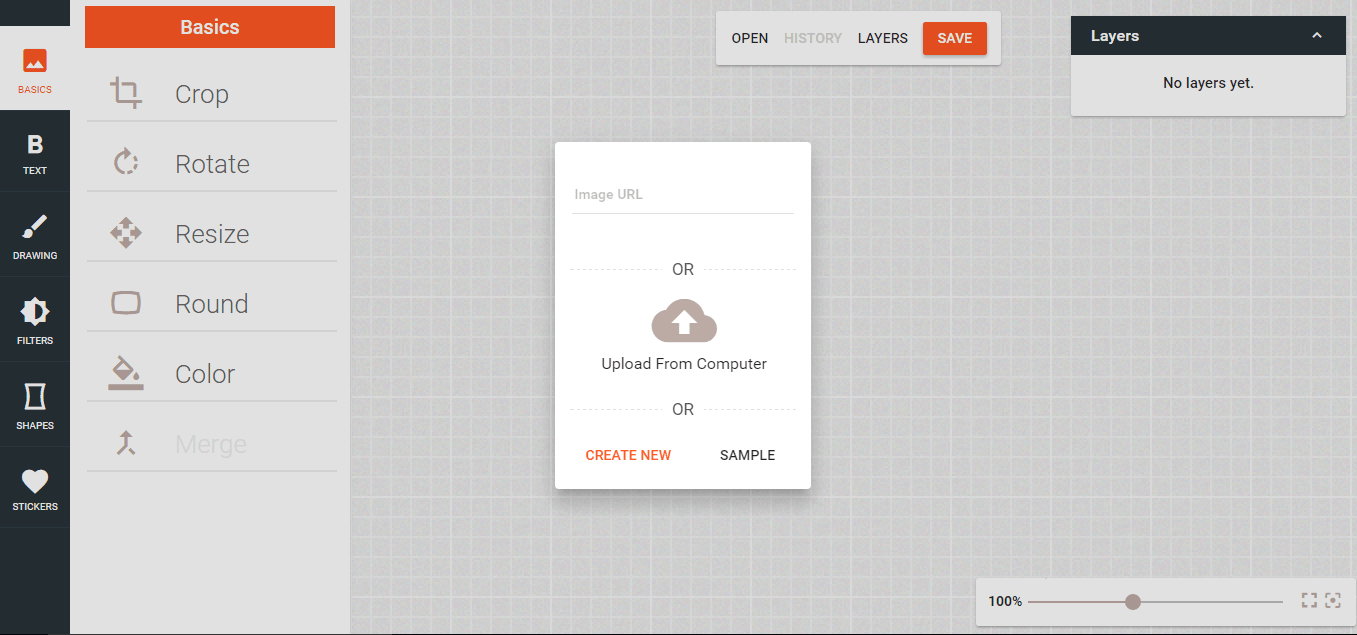 BASICS
TEXT
DRAWING
FILTERS
SHAPES
STICKERS
Basics
Crop
Rotate
Resize
Round
Color
Merge
OPEN HISTORY LAYERS SAVE
Image URL
OR
Upload From Computer
OR
CREATE NEW SAMPLE
Layers
No layers yet.
100%